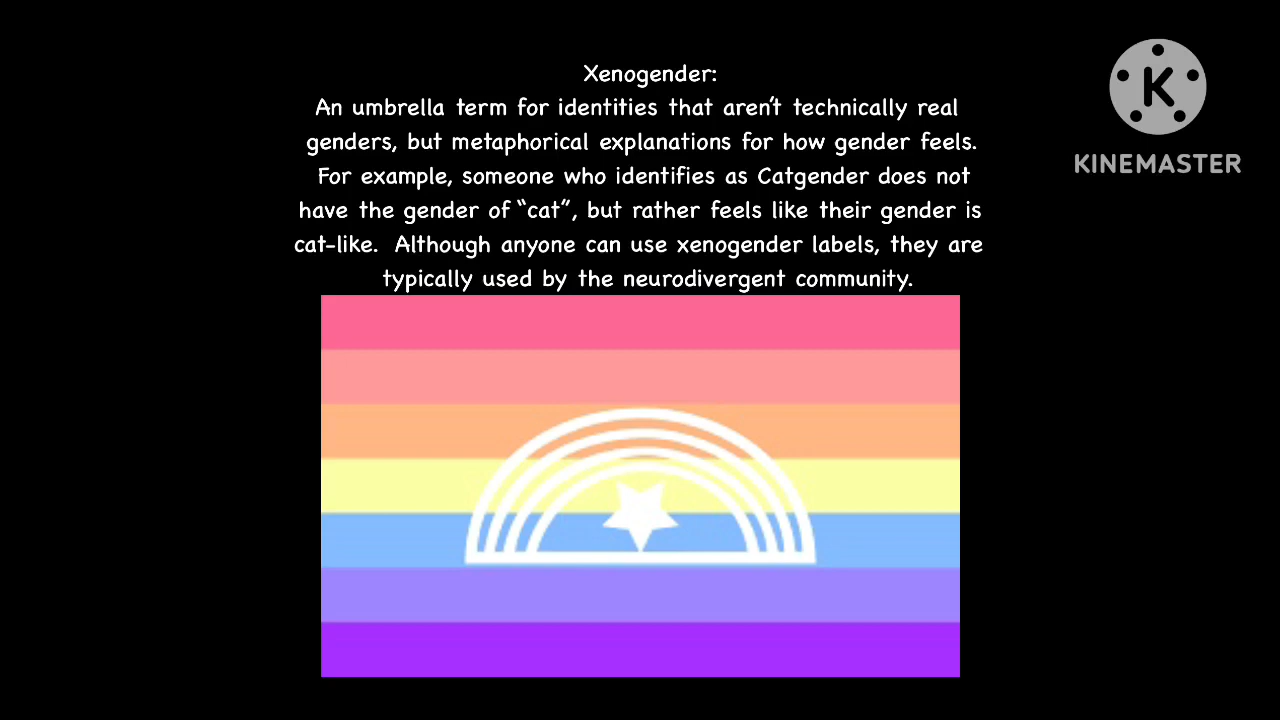 Xenogender:
An umbrella term for identities that aren't technically real
genders, but metaphorical explanations for how gender feels.
For example, someone who identifies as Catgender does not
have the gender of "cat", but rather feels like their gender is
cat-like. Although anyone can use xenogender labels, they are
typically used by the neurodivergent community.
K
KINEMASTER